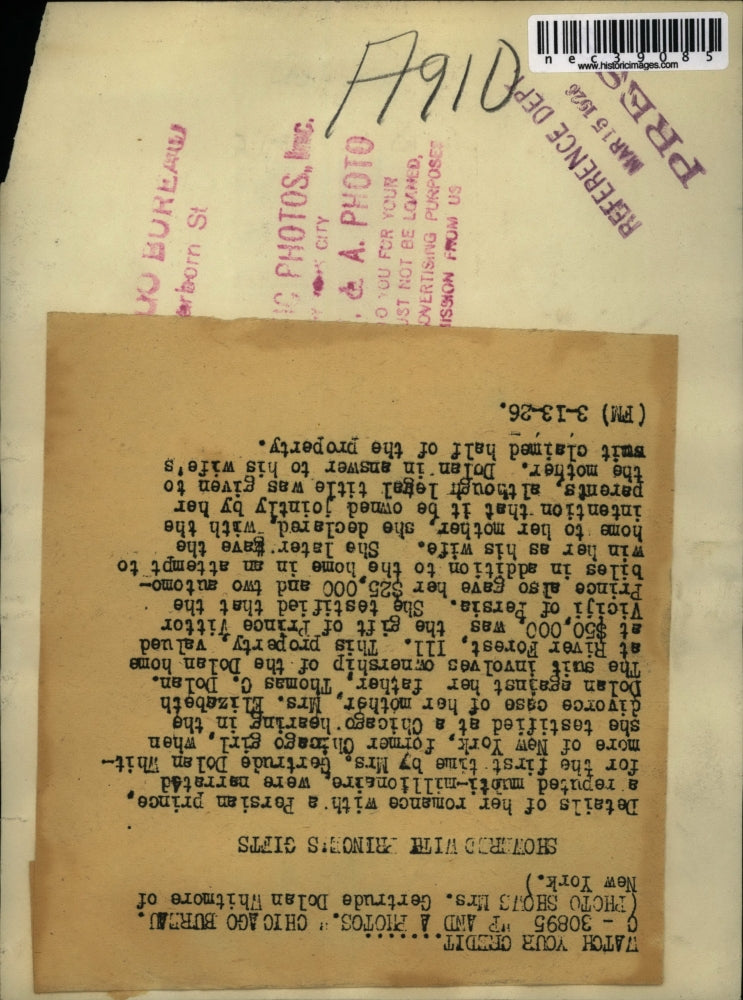 A910
n e c 3 9 0 8 5
www.historicimages.com
REFERENCE DEPT
MAR 15 1926
PRESS
BUREAU
St
PHOTOS, Inc.
CITY
& A. PHOTO
YOU FOR YOUR
NOT BE LOANED,
ADVERTISING PURPOSES
FROM US
WATCH YOUR CREDIT........
C - 30895 "P AND A PHOTOS." CHICAGO BUREAU.
(PHOTO SHOWS Mrs. Gertrude Dolan Whitmore of
New York.)
SHOWERED WITH PRINCE'S GIFTS
Details of her romance with a Persian prince,
a reputed multi-millionaire, were narrated
for the first time by Mrs. Gertrude Dolan Whit-
more of New York, former Chicago girl, when
she testified at a Chicago hearing in the
divorce case of her mother, Mrs. Elizabeth
Dolan against her father, Thomas C. Dolan.
The suit involves ownership of the Dolan home
at River Forest, Ill. This property, valued
at $50,000, was the gift of Prince Vittor
Viciji of Persia. She testified that the
Prince also gave her $25,000 and two automo-
biles in addition to the home in an attempt to
win her as his wife. She later gave the
home to her mother, she declared, with the
intention that it be owned jointly by her
parents, although legal title was given to
the mother. Dolan in answer to his wife's
suit claimed half of the property.
(FM) 3-13-26.